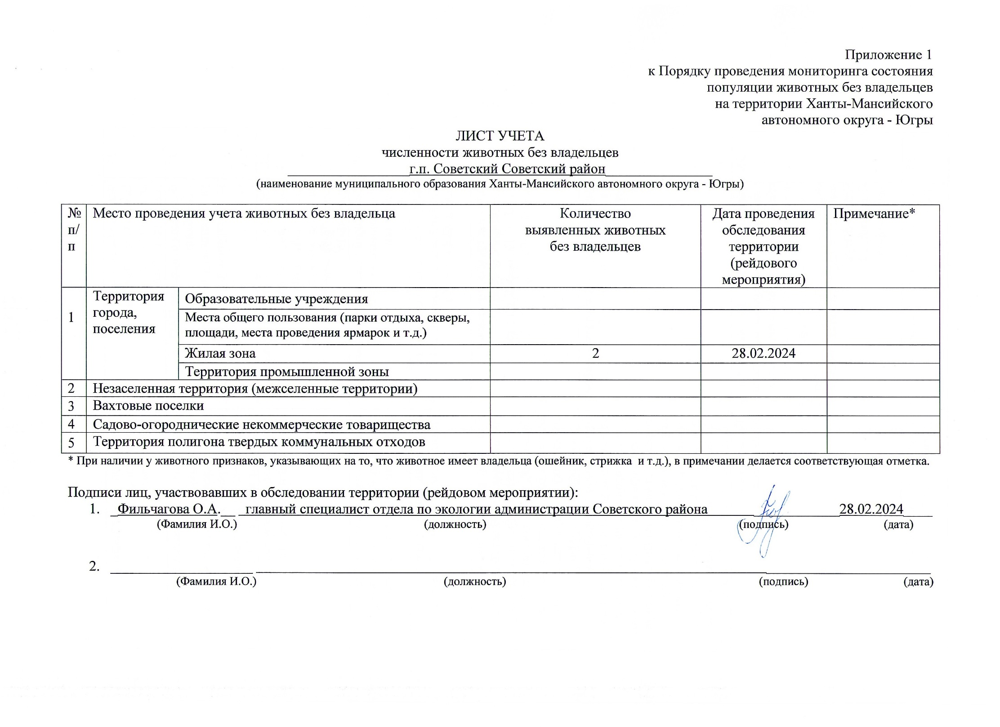 Приложение 1
к Порядку проведения мониторинга состояния
популяции животных без владельцев
на территории Ханты-Мансийского
автономного округа - Югры
ЛИСТ УЧЕТА
численности животных без владельцев
г.п. Советский Советский район
(наименование муниципального образования Ханты-Мансийского автономного округа - Югры)
№ п/п Место проведения учета животных без владельца Количество выявленных животных без владельцев Дата проведения обследования территории (рейдового мероприятия) Примечание*
1 Территория города, поселения Образовательные учреждения
Места общего пользования (парки отдыха, скверы,
площади, места проведения ярмарок и т.д.)
Жилая зона 2 28.02.2024
Территория промышленной зоны
2 Незаселенная территория (межселенные территории)
3 Вахтовые поселки
4 Садово-огороднические некоммерческие товарищества
5 Территория полигона твердых коммунальных отходов
* При наличии у животного признаков, указывающих на то, что животное имеет владельца (ошейник, стрижка и т.д.), в примечании делается соответствующая отметка.
Подписи лиц, участвовавших в обследовании территории (рейдовом мероприятии):
1. Фильчагова О.А. главный специалист отдела по экологии администрации Советского района 28.02.2024
(Фамилия И.О.) (должность) (подпись) (дата)
2.
(Фамилия И.О.) (должность) (подпись) (дата)